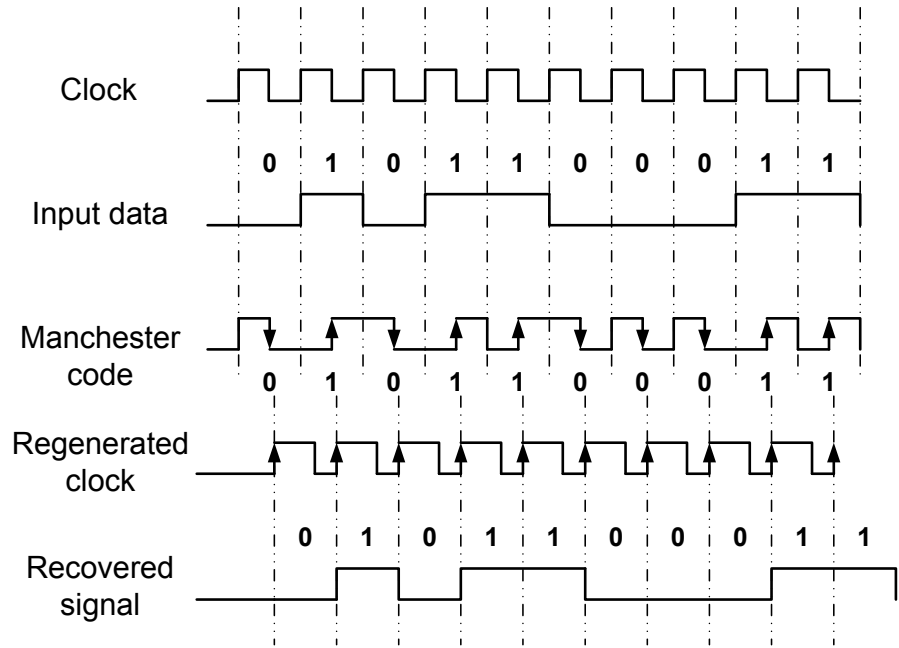 Clock
0 1 0 1 1 0 0 0 1 1
Input data
Manchester
code
0 1 0 1 1 0 0 0 1 1
Regenerated
clock
0 1 0 1 1 0 0 0 1 1
Recovered
signal